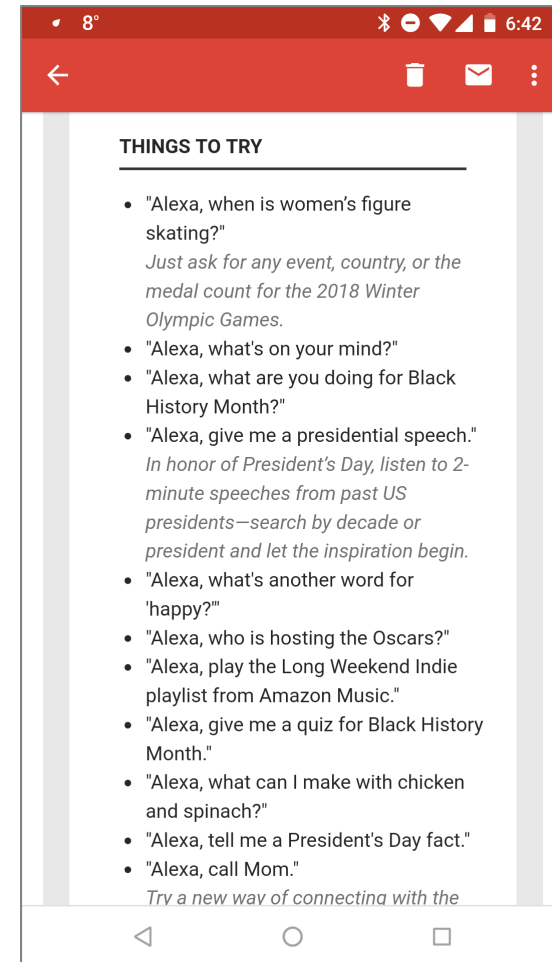 8° 6:42
THINGS TO TRY
• "Alexa, when is women’s figure
skating?"
Just ask for any event, country, or the
medal count for the 2018 Winter
Olympic Games.
• "Alexa, what's on your mind?"
• "Alexa, what are you doing for Black
History Month?"
• "Alexa, give me a presidential speech."
In honor of President’s Day, listen to 2-
minute speeches from past US
presidents—search by decade or
president and let the inspiration begin.
• "Alexa, what's another word for
'happy?'"
• "Alexa, who is hosting the Oscars?"
• "Alexa, play the Long Weekend Indie
playlist from Amazon Music."
• "Alexa, give me a quiz for Black History
Month."
• "Alexa, what can I make with chicken
and spinach?"
• "Alexa, tell me a President's Day fact."
• "Alexa, call Mom."
Try a new way of connecting with the